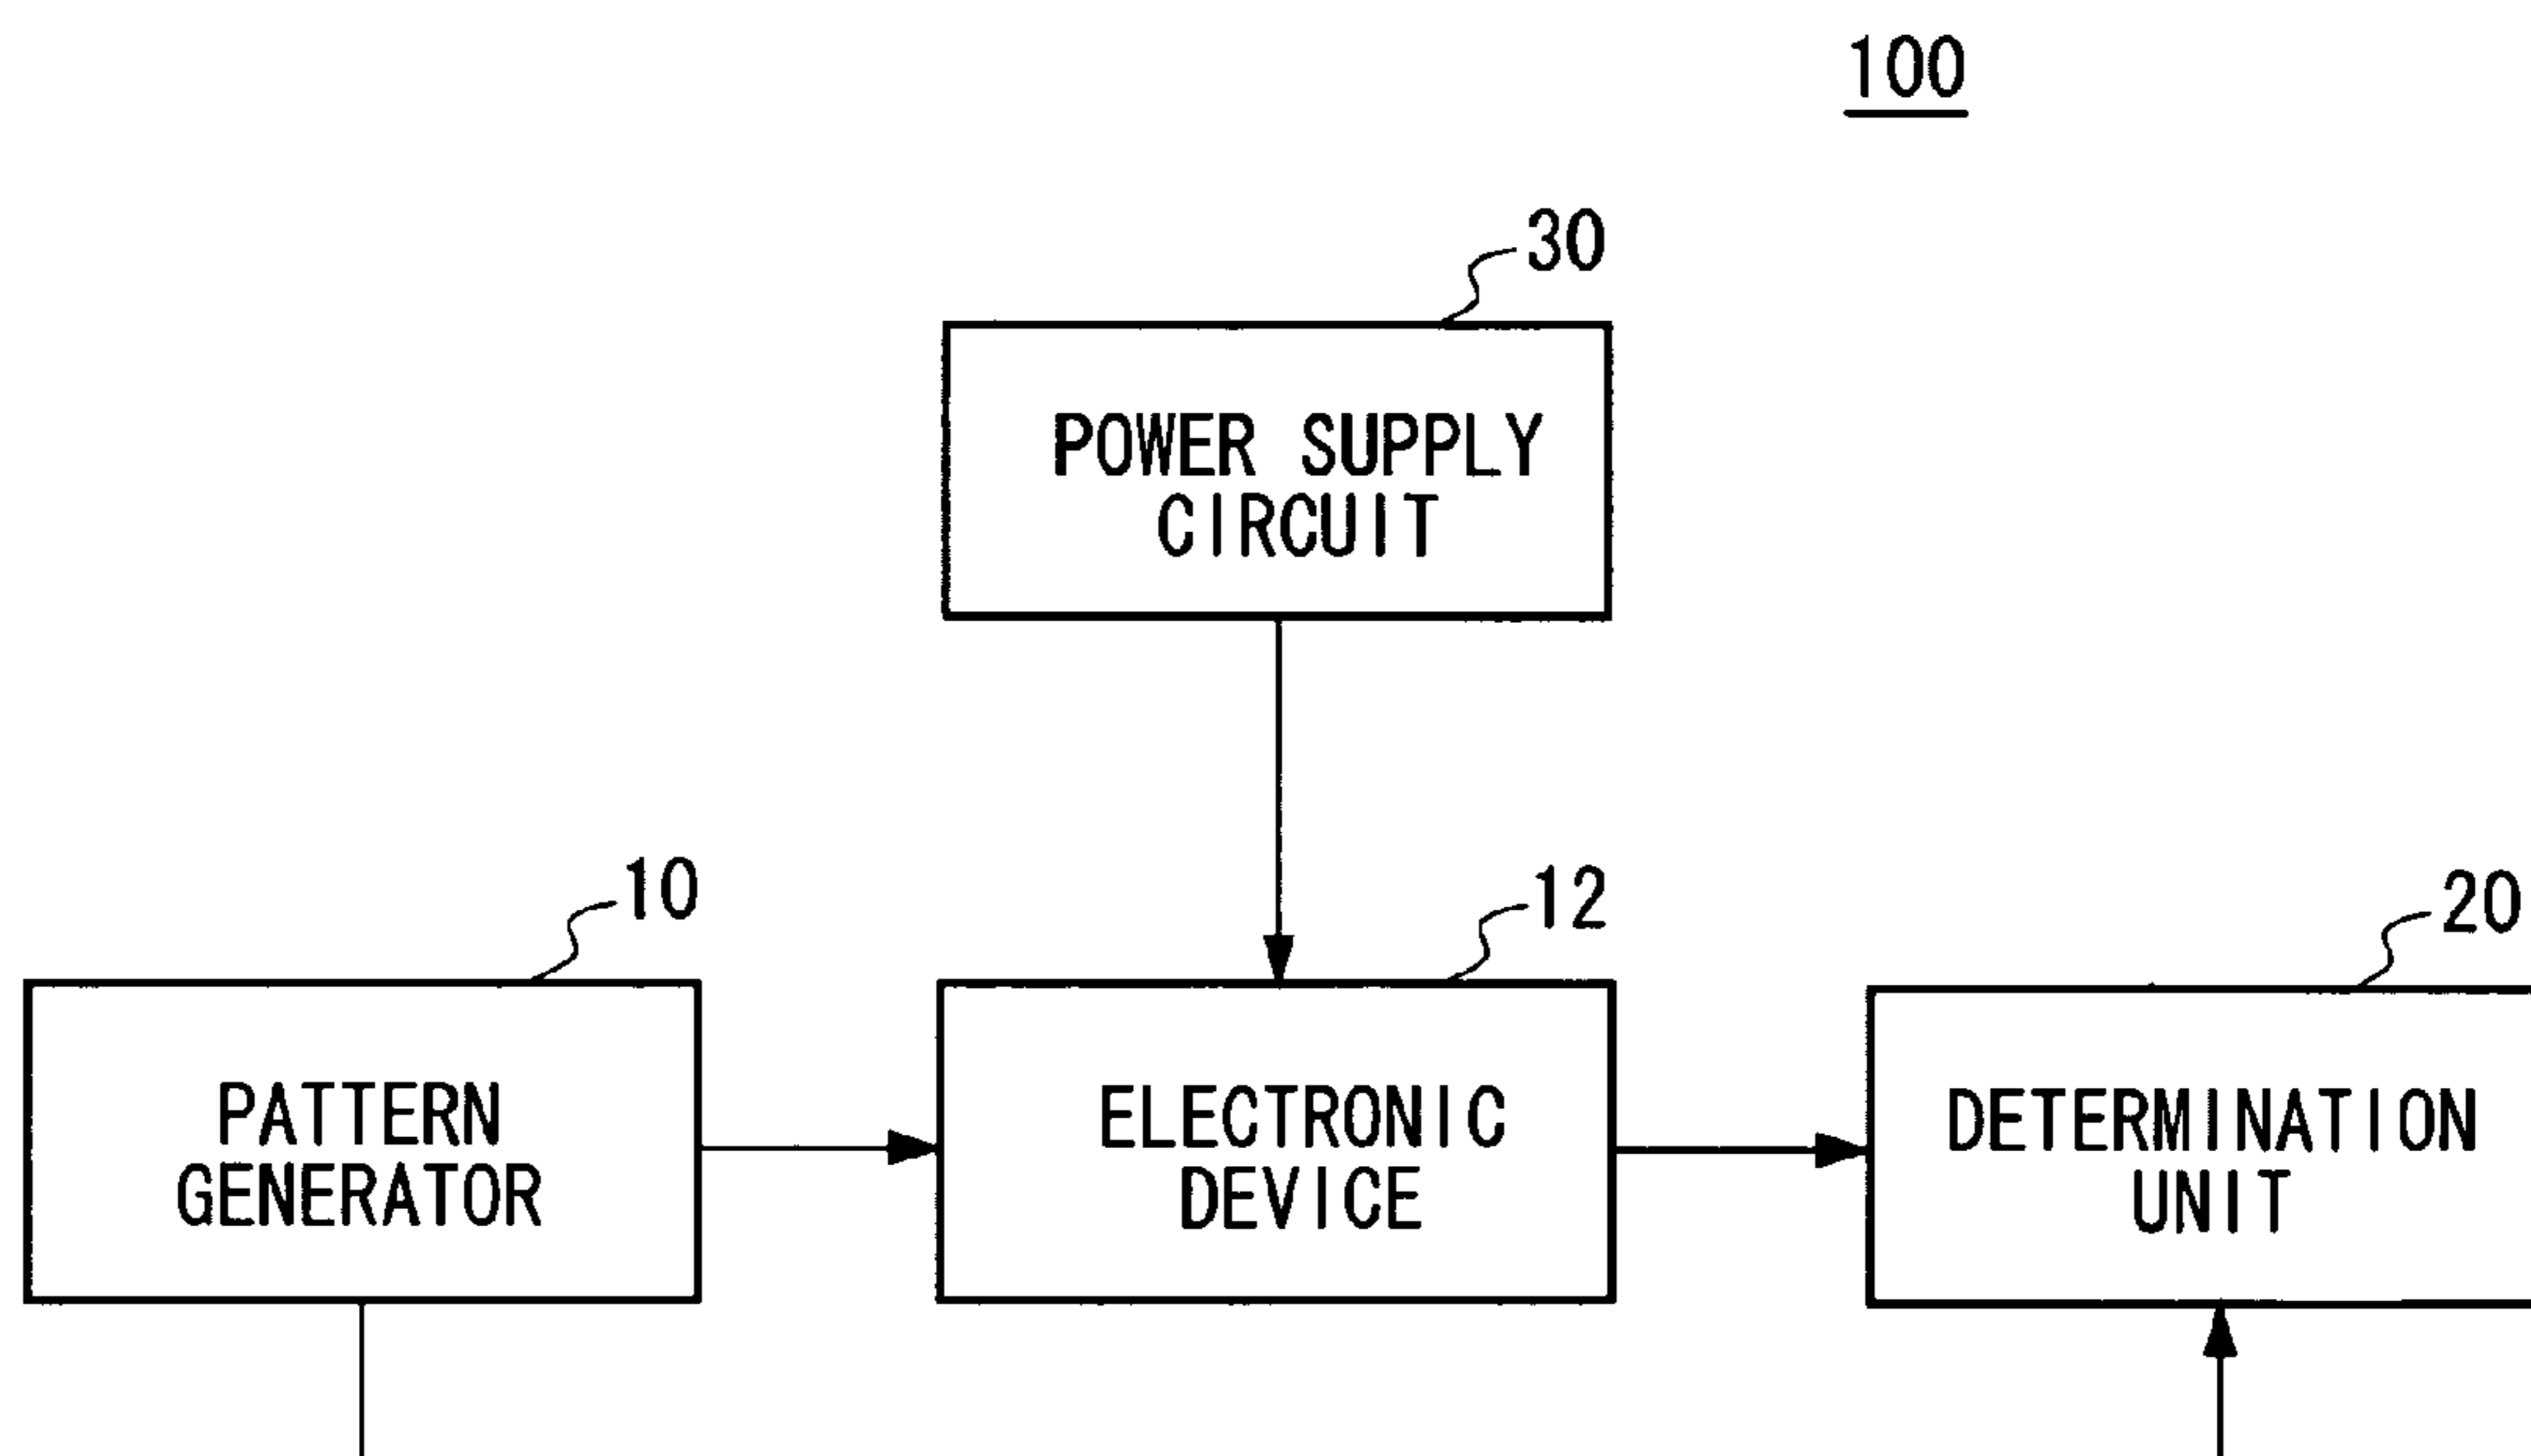 100
30
POWER SUPPLY
CIRCUIT
10
12
20
PATTERN
GENERATOR
ELECTRONIC
DEVICE
DETERMINATION
UNIT